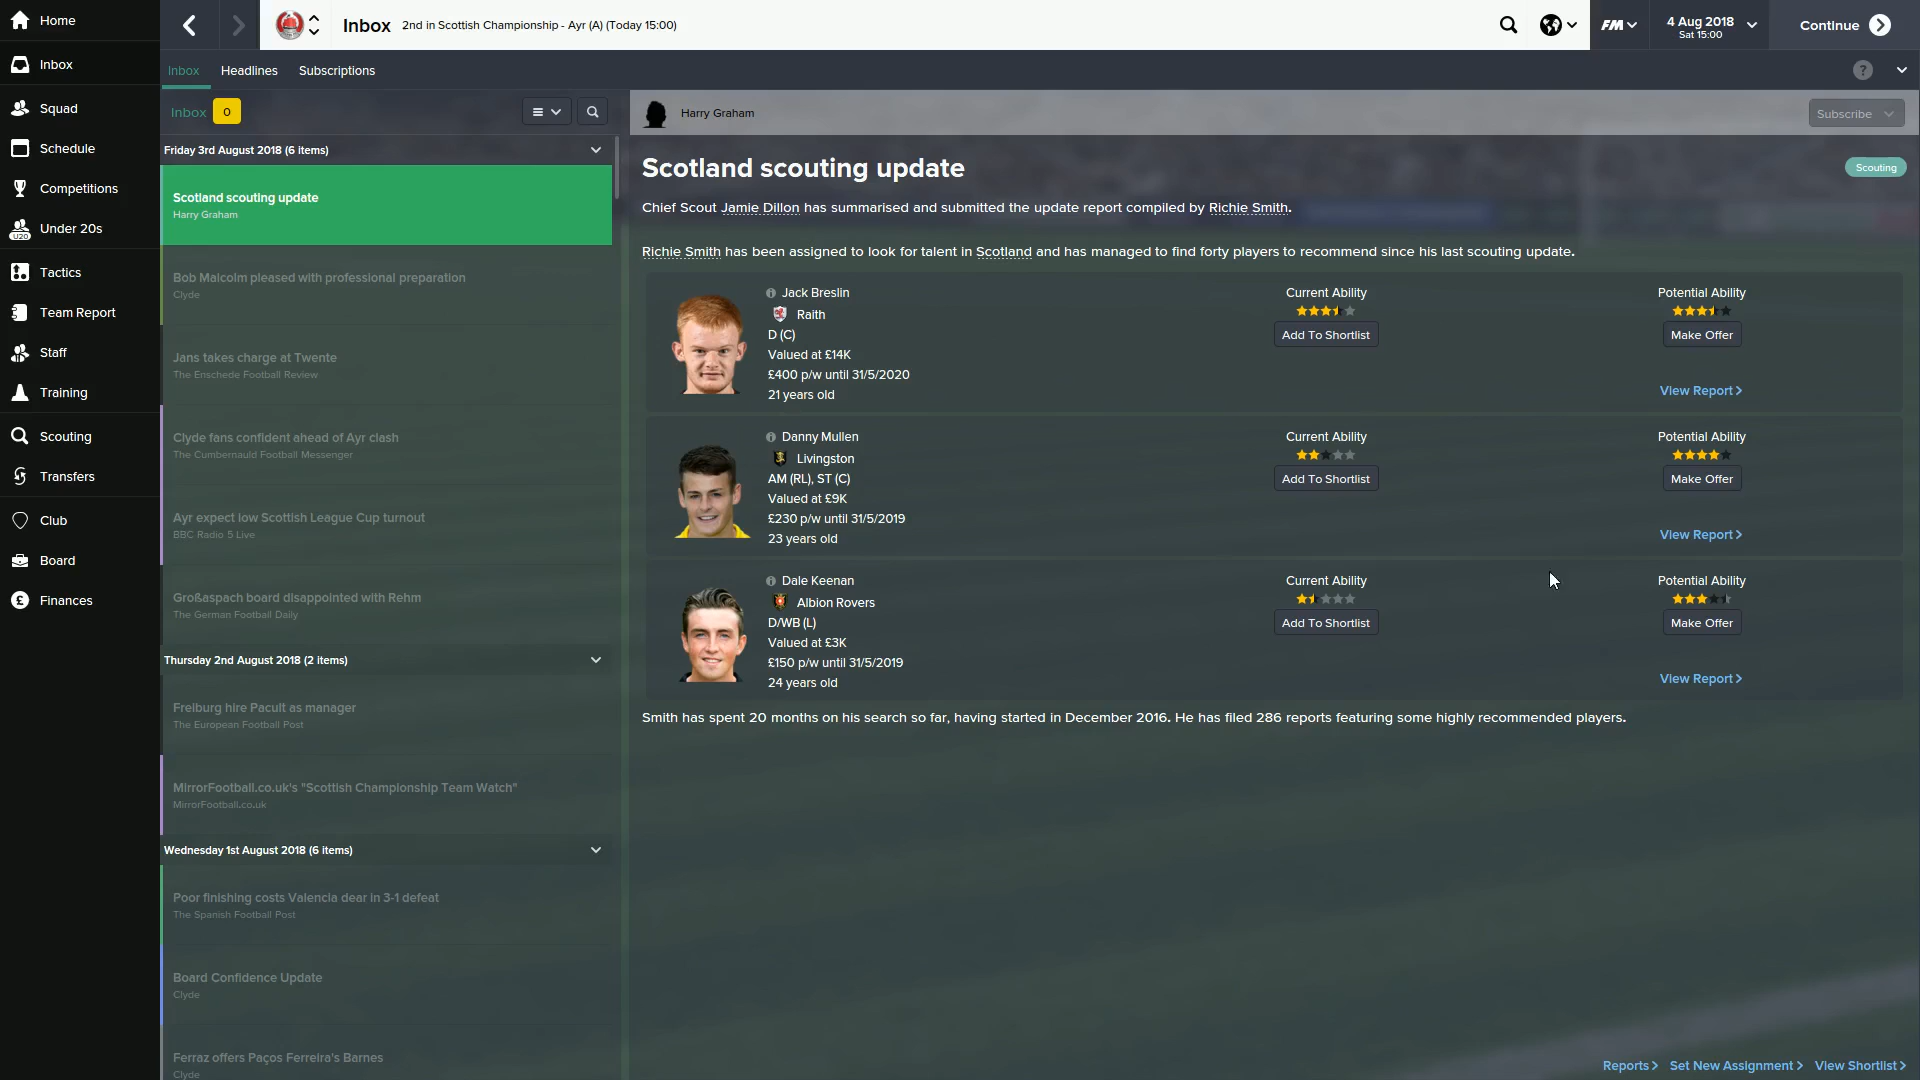 Home
Inbox
Squad
Schedule
Competitions
Under 20s
U20
Tactics
Team Report
Staff
Training
Scouting
Transfers
Club
Board
Finances
Inbox 2nd in Scottish Championship - Ayr (A) (Today 15:00)
FM
4 Aug 2018
Sat 15:00
Continue
Inbox Headlines Subscriptions
?
Inbox 0
Friday 3rd August 2018 (6 items)
Scotland scouting update
Harry Graham
Bob Malcolm pleased with professional preparation
Clyde
Jans takes charge at Twente
The Enschede Football Review
Clyde fans confident ahead of Ayr clash
The Cumbernauld Football Messenger
Ayr expect low Scottish League Cup turnout
BBC Radio 5 Live
Großaspach board disappointed with Rehm
The German Football Daily
Thursday 2nd August 2018 (2 items)
Freiburg hire Pacult as manager
The European Football Post
MirrorFootball.co.uk's "Scottish Championship Team Watch"
MirrorFootball.co.uk
Wednesday 1st August 2018 (6 items)
Poor finishing costs Valencia dear in 3-1 defeat
The Spanish Football Post
Board Confidence Update
Clyde
Ferraz offers Paços Ferreira's Barnes
Clyde
Harry Graham
Subscribe
Scotland scouting update
Scouting
Chief Scout Jamie Dillon has summarised and submitted the update report compiled by Richie Smith.
Richie Smith has been assigned to look for talent in Scotland and has managed to find forty players to recommend since his last scouting update.
Jack Breslin
Raith
D (C)
Valued at £14K
£400 p/w until 31/5/2020
21 years old
Current Ability
Add To Shortlist
Potential Ability
Make Offer
View Report
Danny Mullen
Livingston
AM (RL), ST (C)
Valued at £9K
£230 p/w until 31/5/2019
23 years old
Current Ability
Add To Shortlist
Potential Ability
Make Offer
View Report
Dale Keenan
Albion Rovers
D/WB (L)
Valued at £3K
£150 p/w until 31/5/2019
24 years old
Current Ability
Add To Shortlist
Potential Ability
Make Offer
View Report
Smith has spent 20 months on his search so far, having started in December 2016. He has filed 286 reports featuring some highly recommended players.
Reports Set New Assignment View Shortlist